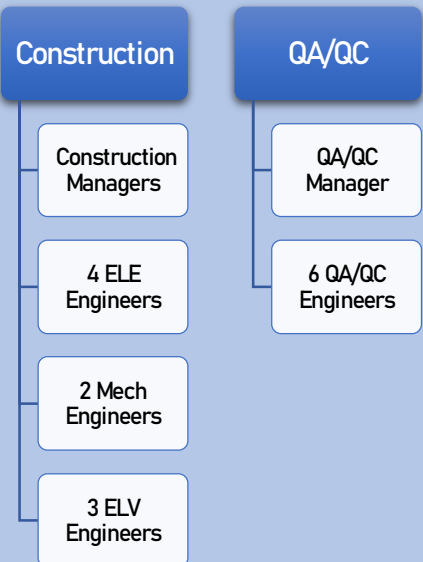 Construction
Construction
Managers
4 ELE
Engineers
2 Mech
Engineers
3 ELV
Engineers
QA/QC
QA/QC
Manager
6 QA/QC
Engineers